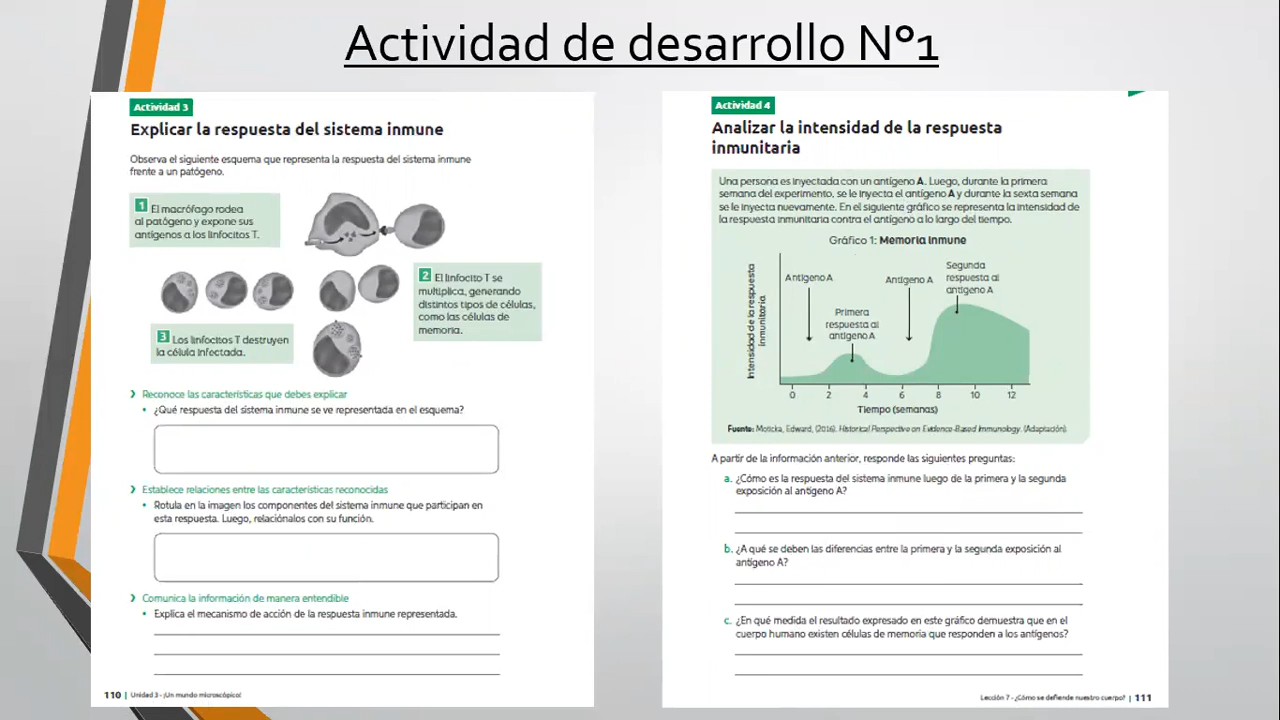 Actividad de desarrollo N°1
Actividad 3
Explicar la respuesta del sistema inmune
Observa el siguiente esquema que representa la respuesta del sistema inmune
frente a un patógeno.
1 El macrófago rodea
al patógeno y expone sus
antígenos a los linfocitos T.
2 El linfocito T se
multiplica, generando
distintos tipos de células,
como las células de
memoria.
3 Los linfocitos T destruyen
la célula infectada.
❯ Reconoce las características que debes explicar
• ¿Qué respuesta del sistema inmune se ve representada en el esquema?
❯ Establece relaciones entre las características reconocidas
• Rotula en la imagen los componentes del sistema inmune que participan en
esta respuesta. Luego, relaciónalos con su función.
❯ Comunica la información de manera entendible
• Explica el mecanismo de acción de la respuesta inmune representada.
110 | Unidad 3 - ¡Un mundo microscópico!
Actividad 4
Analizar la intensidad de la respuesta
inmunitaria
Una persona es inyectada con un antígeno A. Luego, durante la primera
semana del experimento, se le inyecta el antígeno A y durante la sexta semana
se le inyecta nuevamente. En el siguiente gráfico se representa la intensidad de
la respuesta inmunitaria contra el antígeno a lo largo del tiempo.
Gráfico 1: Memoria inmune
Intensidad de la respuesta
inmunitaria
Antígeno A
Primera
respuesta al
antígeno A
Antígeno A
Segunda
respuesta al
antígeno A
0 2 4 6 8 10 12
Tiempo (semanas)
Fuente: Moticka, Edward, (2016). Historical Perspective on Evidence-Based Immunology. (Adaptación).
A partir de la información anterior, responde las siguientes preguntas:
a. ¿Cómo es la respuesta del sistema inmune luego de la primera y la segunda
exposición al antígeno A?
b. ¿A qué se deben las diferencias entre la primera y la segunda exposición al
antígeno A?
c. ¿En qué medida el resultado expresado en este gráfico demuestra que en el
cuerpo humano existen células de memoria que responden a los antígenos?
Lección 7 - ¿Cómo se defiende nuestro cuerpo? | 111